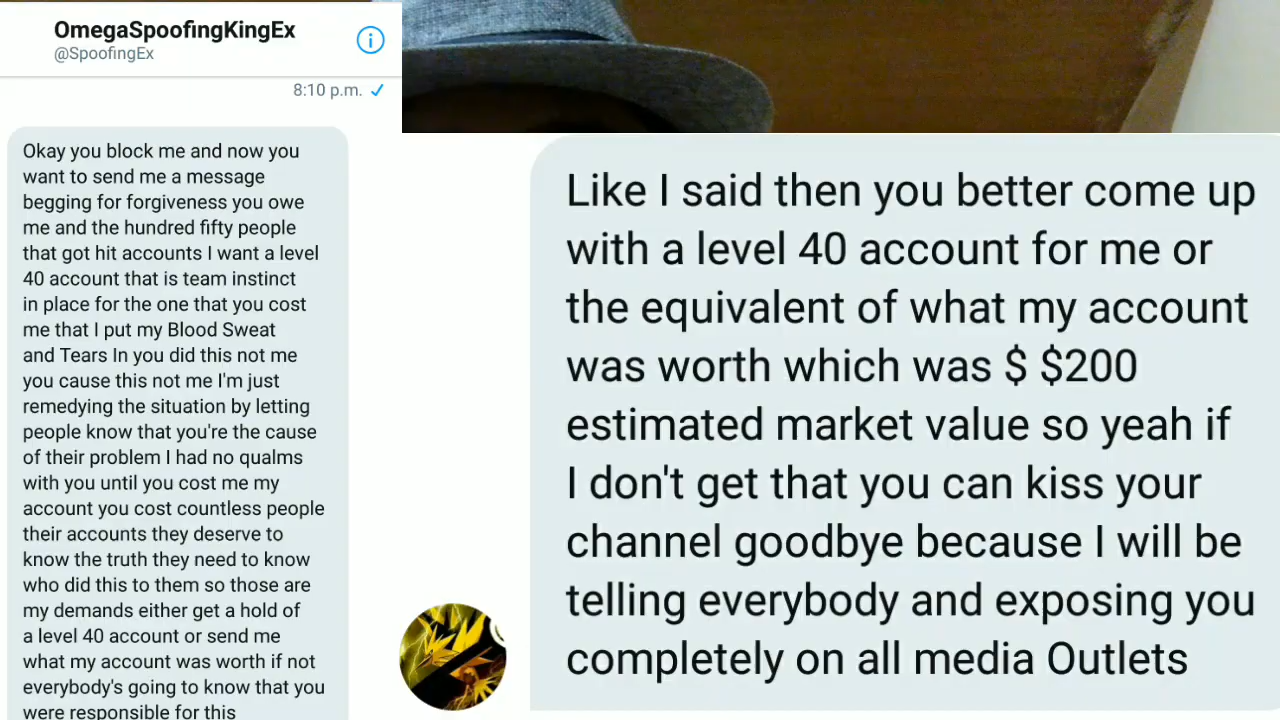 OmegaSpoofingKingEx
@SpoofingEx
8:10 p.m.
Okay you block me and now you
want to send me a message
begging for forgiveness you owe
me and the hundred fifty people
that got hit accounts I want a level
40 account that is team instinct
in place for the one that you cost
me that I put my Blood Sweat
and Tears In you did this not me
you cause this not me I'm just
remedying the situation by letting
people know that you're the cause
of their problem I had no qualms
with you until you cost me my
account you cost countless people
their accounts they deserve to
know the truth they need to know
who did this to them so those are
my demands either get a hold of
a level 40 account or send me
what my account was worth if not
everybody's going to know that you
were responsible for this
Like I said then you better come up
with a level 40 account for me or
the equivalent of what my account
was worth which was $ $200
estimated market value so yeah if
I don't get that you can kiss your
channel goodbye because I will be
telling everybody and exposing you
completely on all media Outlets